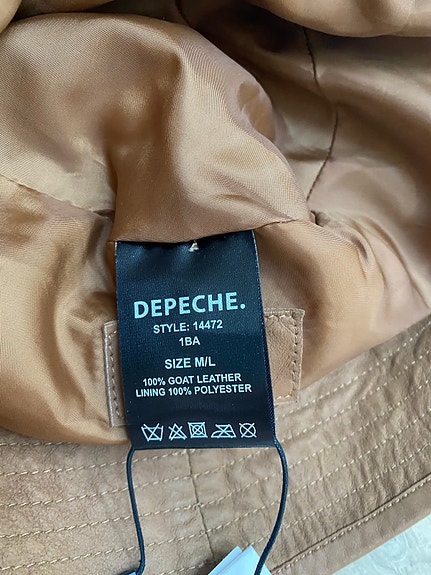 DEPECHE.
STYLE: 14472
1BA
SIZE M/L
100% GOAT LEATHER
LINING 100% POLYESTER